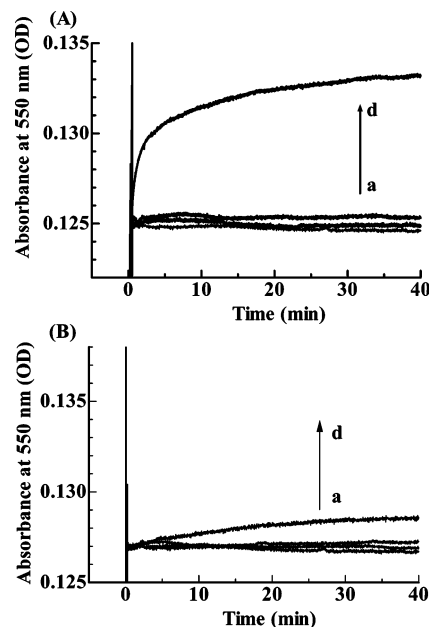 (A)
Absorbance at 550 nm (OD)
0.135
0.130
0.125
d
a
0 10 20 30 40
Time (min)
(B)
Absorbance at 550 nm (OD)
0.135
0.130
0.125
d
a
0 10 20 30 40
Time (min)